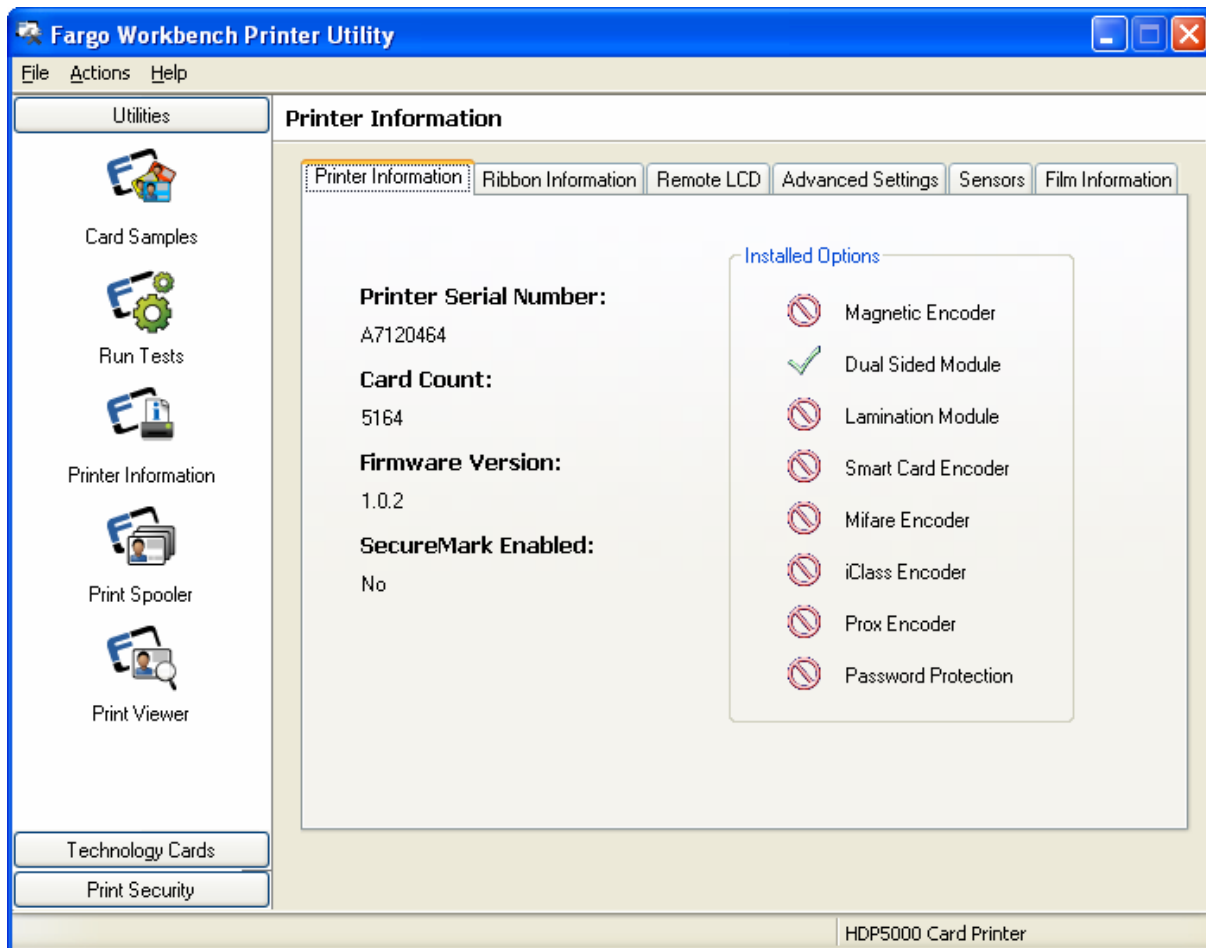 Fargo Workbench Printer Utility
File Actions Help
Utilities
Card Samples
Run Tests
Printer Information
Print Spooler
Print Viewer
Technology Cards
Print Security
Printer Information
Printer Information Ribbon Information Remote LCD Advanced Settings Sensors Film Information
Printer Serial Number:
A7120464
Card Count:
5164
Firmware Version:
1.0.2
SecureMark Enabled:
No
Installed Options
Magnetic Encoder
Dual Sided Module
Lamination Module
Smart Card Encoder
Mifare Encoder
iClass Encoder
Prox Encoder
Password Protection
HDP5000 Card Printer